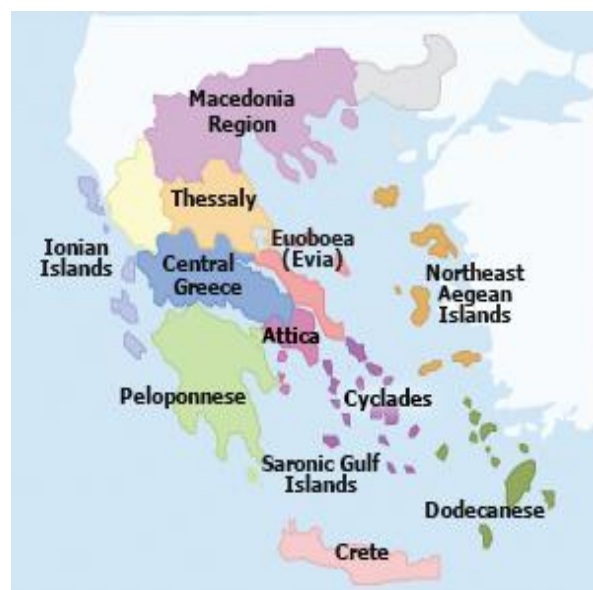 Macedonia
Region
Thessaly
Euoboea
(Evia)
Ionian
Islands
Central
Greece
Northeast
Aegean
Islands
Attica
Peloponnese
Cyclades
Saronic Gulf
Islands
Dodecanese
Crete